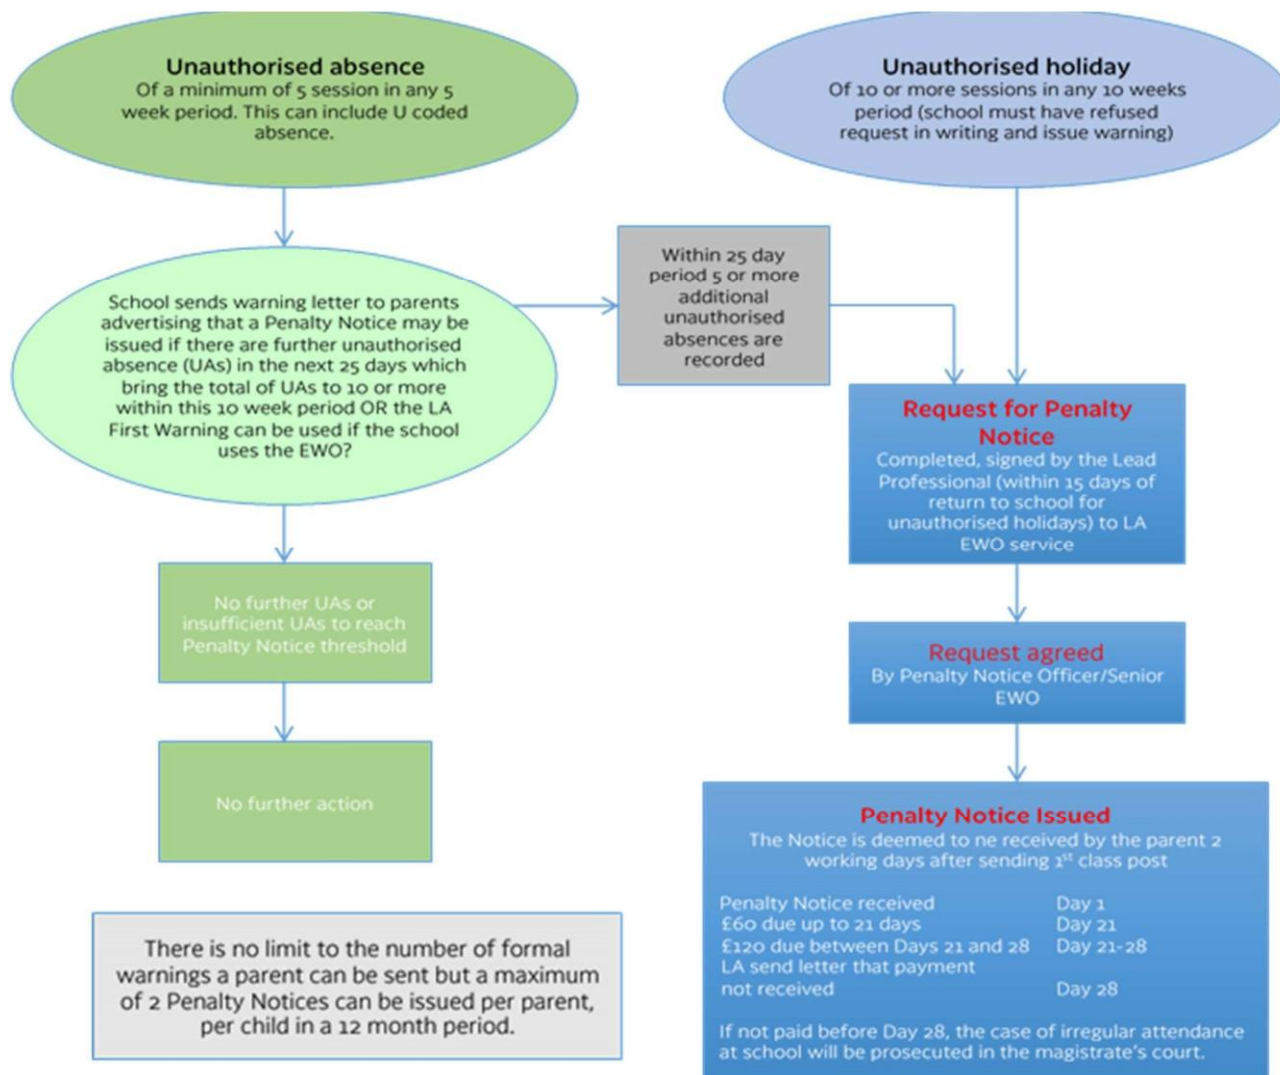 Unauthorised absence
Of a minimum of 5 session in any 5
week period. This can include U coded
absence.
Unauthorised holiday
Of 10 or more sessions in any 10 weeks
period (school must have refused
request in writing and issue warning)
School sends warning letter to parents
advertising that a Penalty Notice may be
issued if there are further unauthorised
absence (UAs) in the next 25 days which
bring the total of UAs to 10 or more
within this 10 week period OR the LA
First Warning can be used if the school
uses the EWO?
Within 25 day
period 5 or more
additional
unauthorised
absences are
recorded
Request for Penalty
Notice
Completed, signed by the Lead
Professional (within 15 days of
return to school for
unauthorised holidays) to LA
EWO service
No further UAs or
insufficient UAs to reach
Penalty Notice threshold
Request agreed
By Penalty Notice Officer/Senior
EWO
No further action
Penalty Notice Issued
The Notice is deemed to ne received by the parent 2
working days after sending 1st class post
Penalty Notice received Day 1
£60 due up to 21 days Day 21
£120 due between Days 21 and 28 Day 21-28
LA send letter that payment
not received Day 28
If not paid before Day 28, the case of irregular attendance
at school will be prosecuted in the magistrate's court.
There is no limit to the number of formal
warnings a parent can be sent but a maximum
of 2 Penalty Notices can be issued per parent,
per child in a 12 month period.